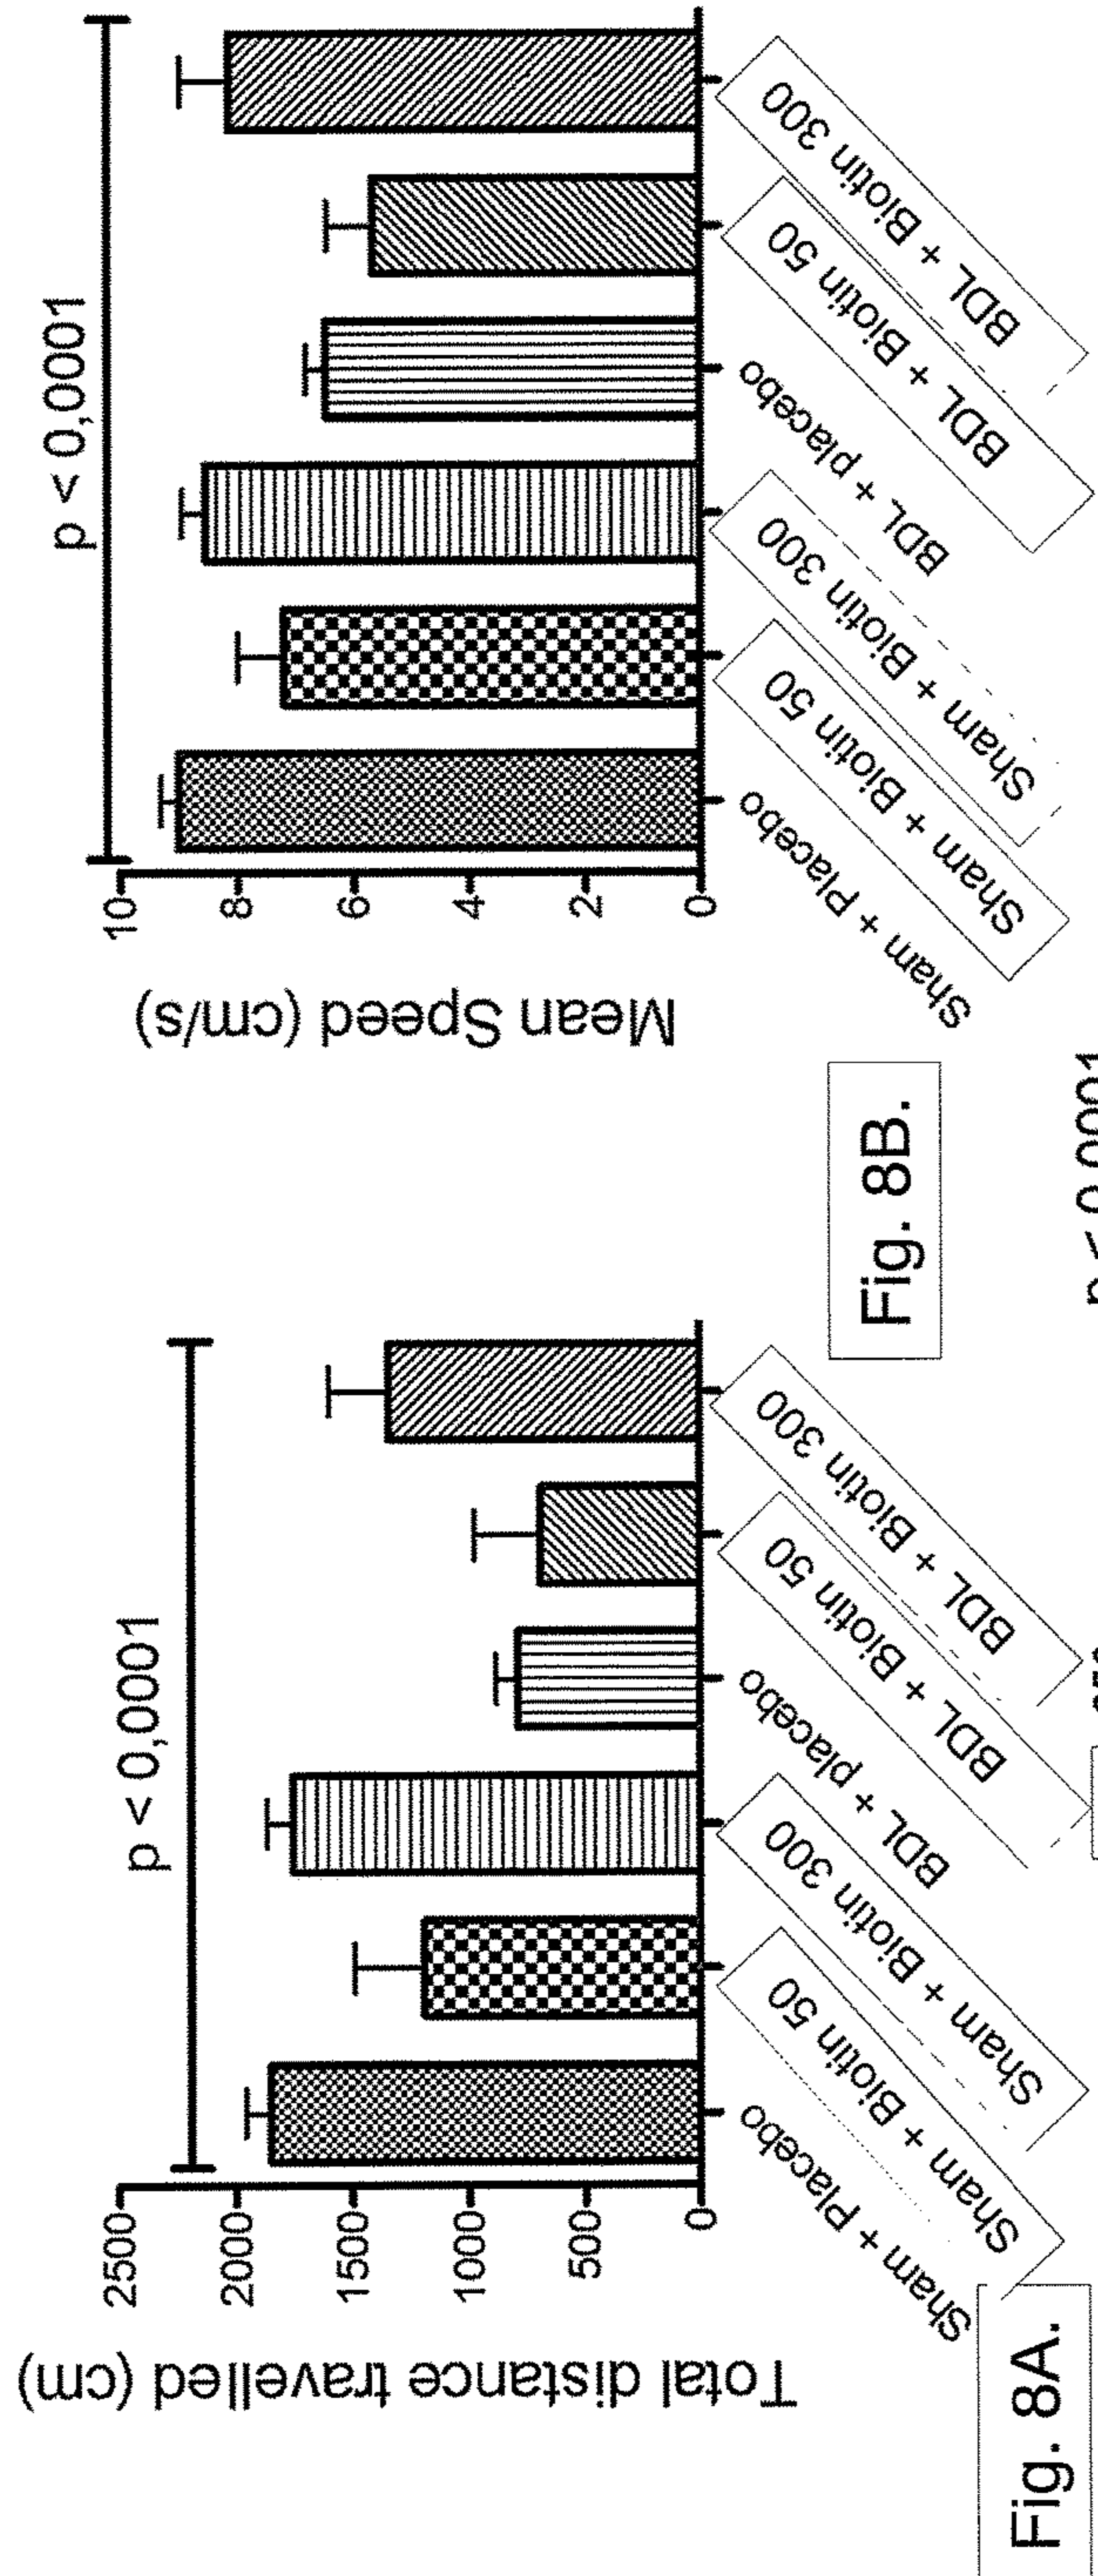 Total distance travelled (cm)
2500
2000
1500
1000
500
0
p < 0,0001
Sham + Placebo
Sham + Biotin 50
Sham + Biotin 300
BDL + placebo
BDL + Biotin 50
BDL + Biotin 300
Fig. 8A.
Mean Speed (cm/s)
10
8
6
4
2
0
p < 0,0001
Sham + Placebo
Sham + Biotin 50
Sham + Biotin 300
BDL + placebo
BDL + Biotin 50
BDL + Biotin 300
Fig. 8B.
p < 0,0001